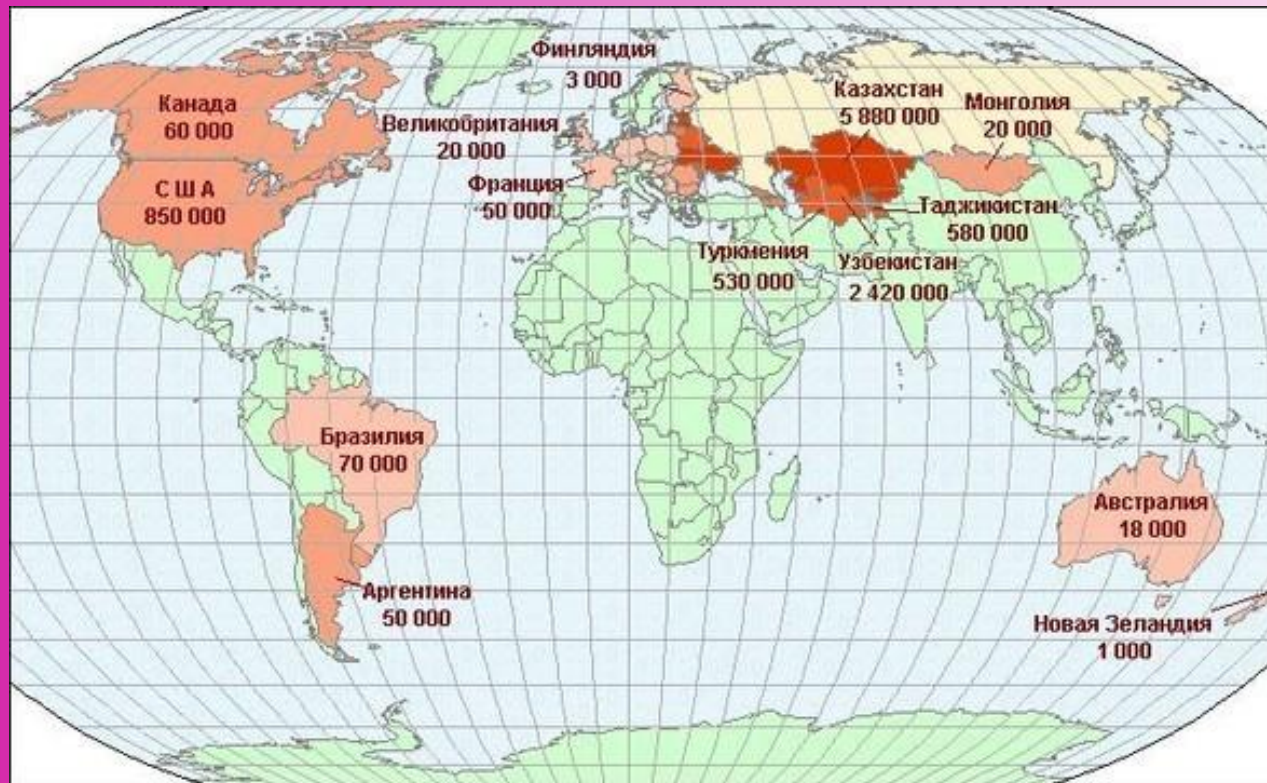 Финляндия
3 000
Канада
60 000
Великобритания
20 000
Казахстан
5 880 000
Монголия
20 000
США
850 000
Франция
50 000
Таджикистан
580 000
Туркмения
530 000
Узбекистан
2 420 000
Бразилия
70 000
Австралия
18 000
Аргентина
50 000
Новая Зеландия
1 000